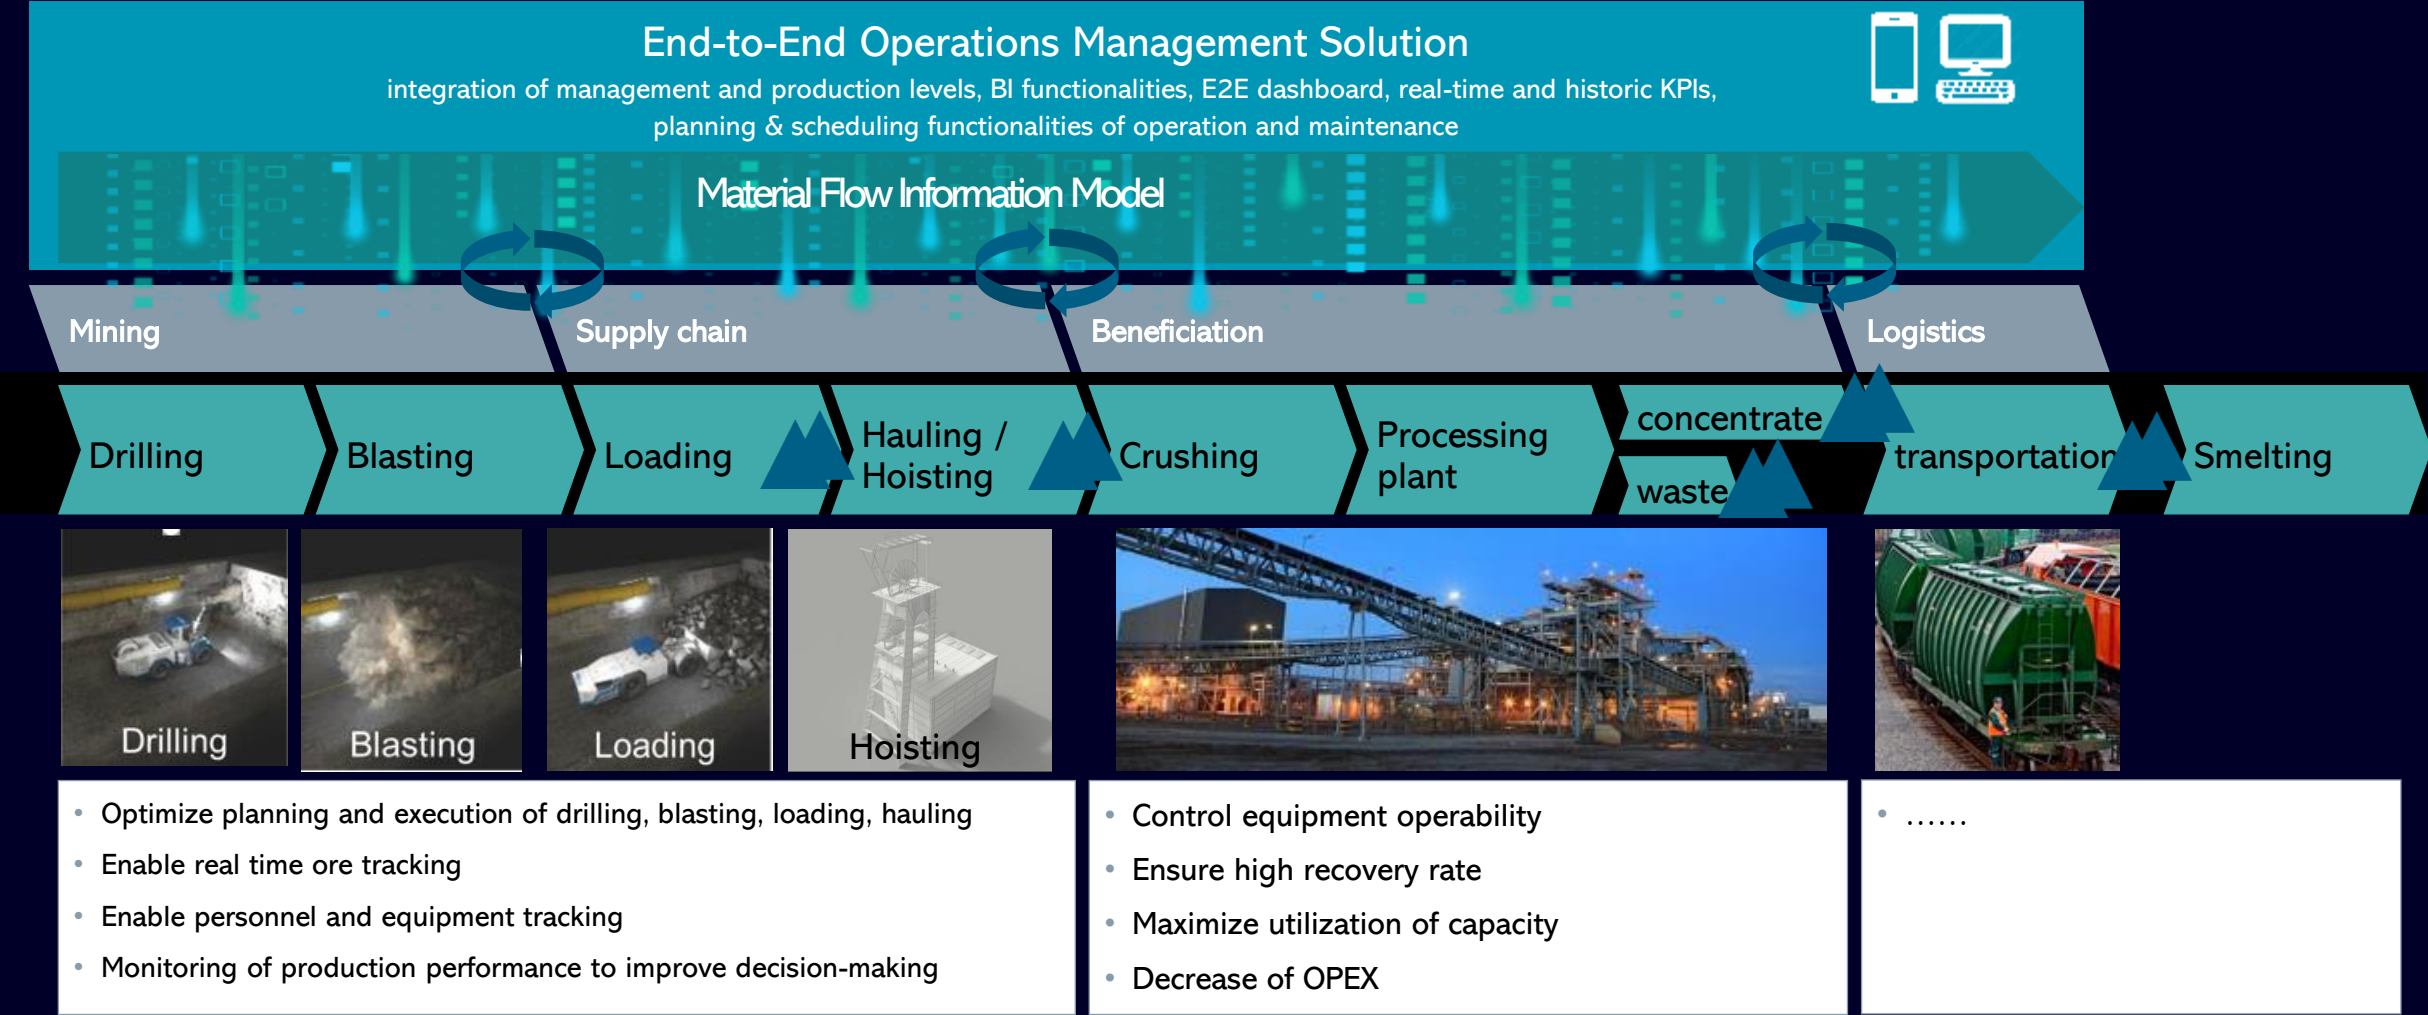 End-to-End Operations Management Solution
integration of management and production levels, BI functionalities, E2E dashboard, real-time and historic KPIs,
planning & scheduling functionalities of operation and maintenance
Material Flow Information Model
Mining
Supply chain
Beneficiation
Logistics
Drilling
Blasting
Loading
Hauling /
Hoisting
Crushing
Processing
plant
concentrate
waste
transportation
Smelting
Drilling
Blasting
Loading
Hoisting
• Optimize planning and execution of drilling, blasting, loading, hauling
• Enable real time ore tracking
• Enable personnel and equipment tracking
• Monitoring of production performance to improve decision-making
• Control equipment operability
• Ensure high recovery rate
• Maximize utilization of capacity
• Decrease of OPEX
• ......